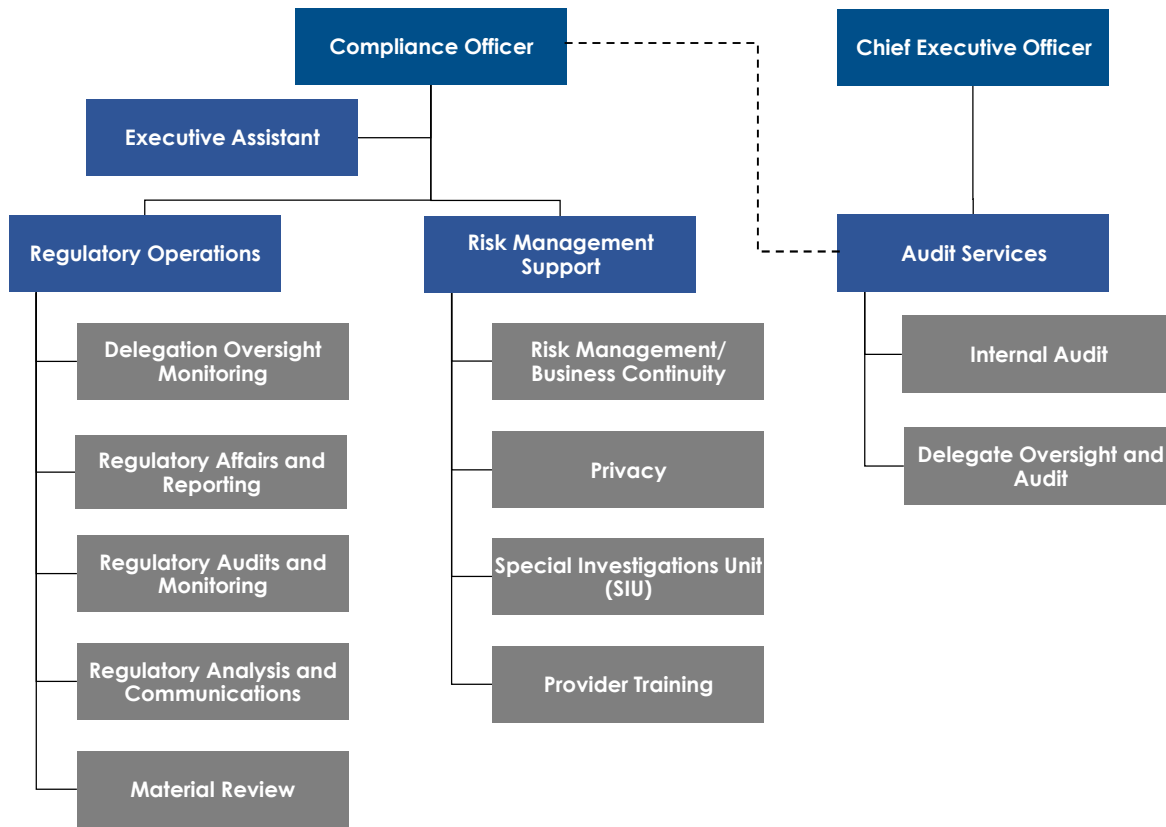 Compliance Officer
Chief Executive Officer
Executive Assistant
Regulatory Operations
Risk Management
Support
Audit Services
Delegation Oversight
Monitoring
Regulatory Affairs and
Reporting
Regulatory Audits and
Monitoring
Regulatory Analysis and
Communications
Material Review
Risk Management/
Business Continuity
Privacy
Special Investigations Unit
(SIU)
Provider Training
Internal Audit
Delegate Oversight and
Audit